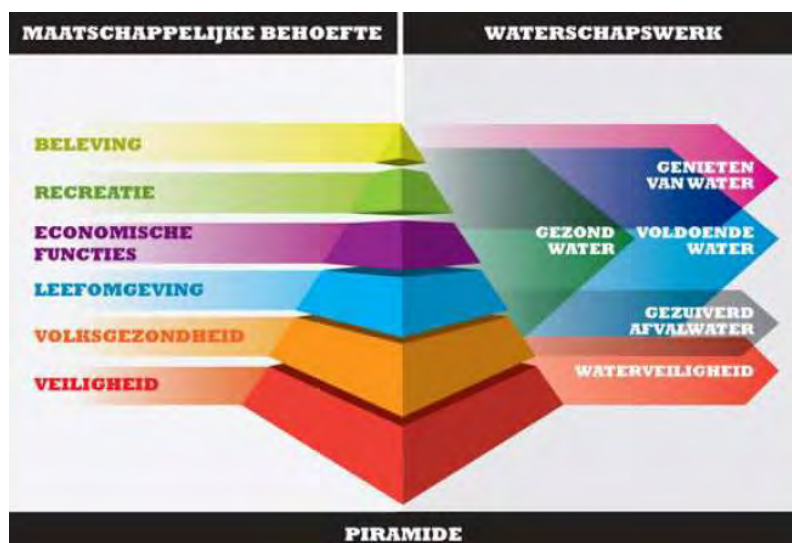 MAATSCHAPPELIJKE BEHOEFTE
WATERSCHAPSWERK
BELEVING
RECREATIE
ECONOMISCHE
FUNCTIES
LEEFOMGEVING
VOLKSGEZONDHEID
VEILIGHEID
GENIETEN
VAN WATER
GEZOND
WATER
VOLDOENDE
WATER
GEZUIVERD
AFVALWATER
WATERVEILIGHEID
PIRAMIDE